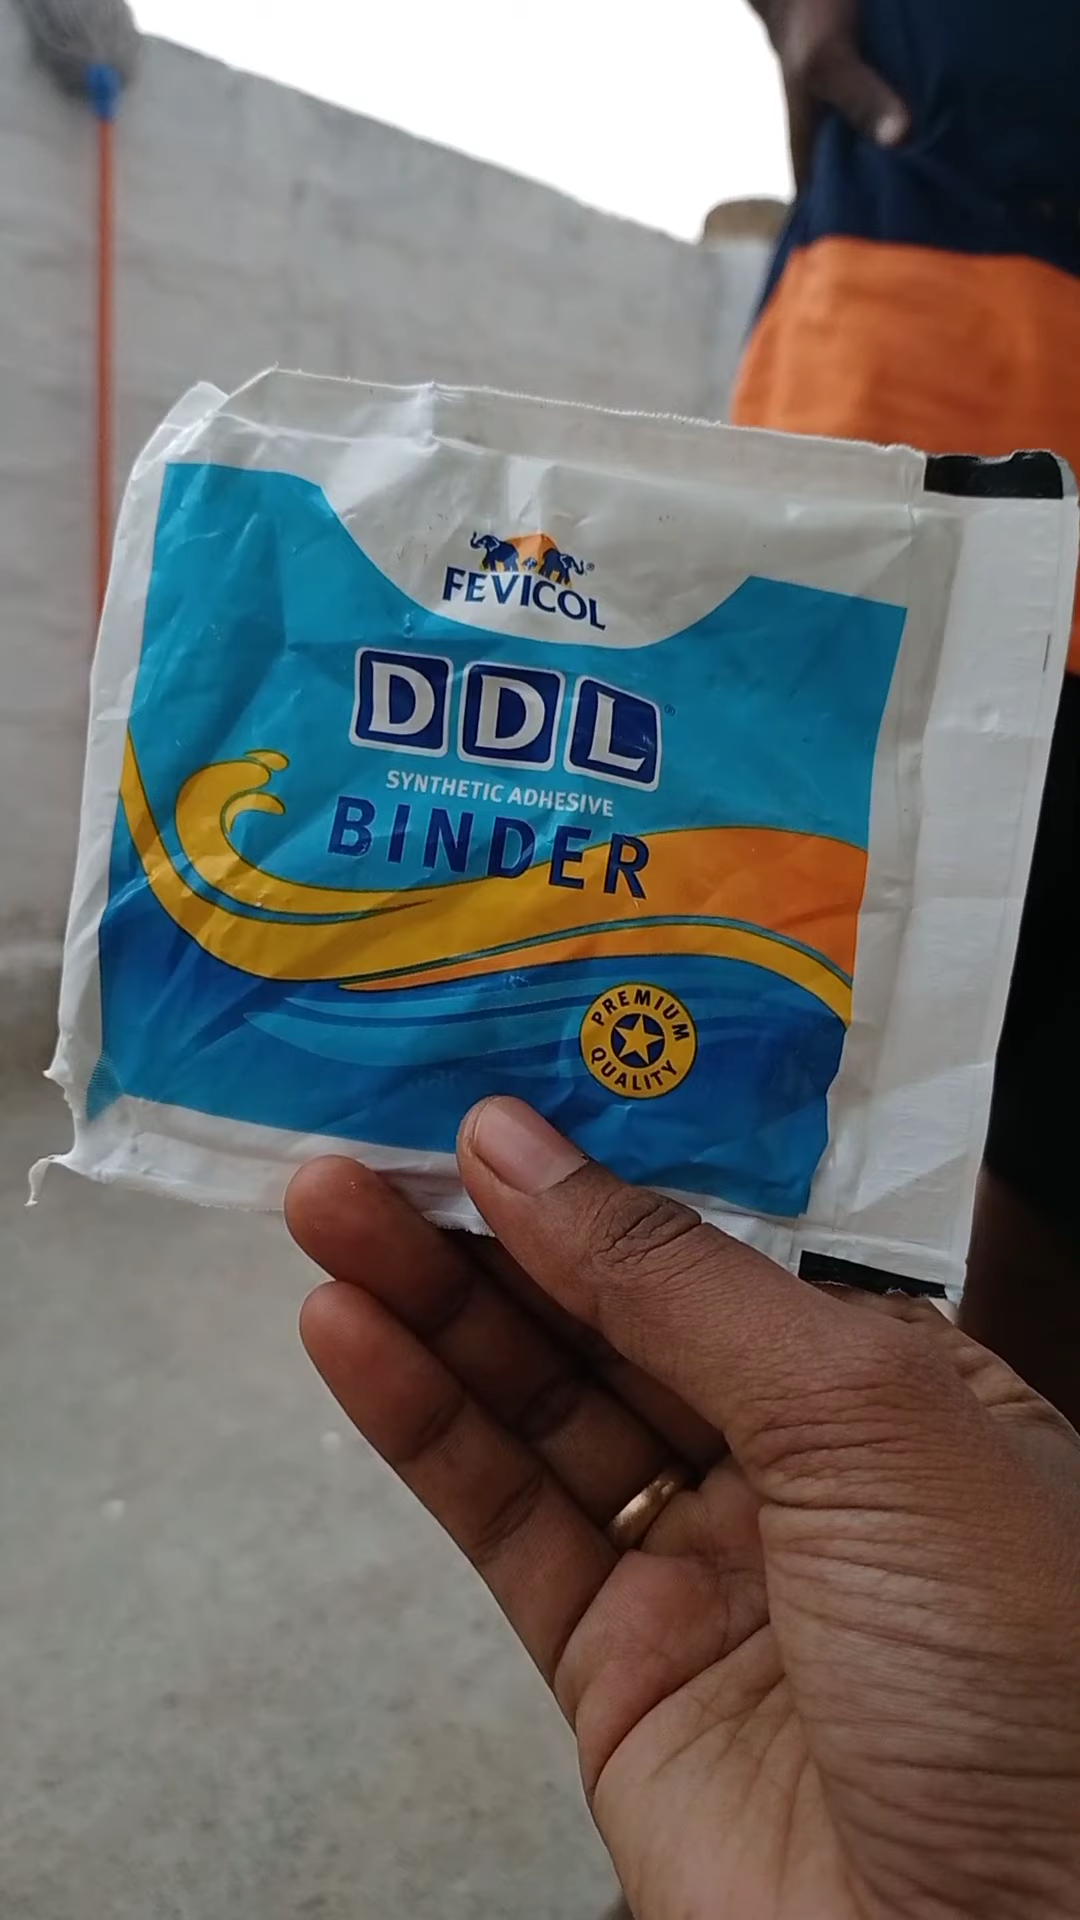 FEVICOL®
DDL®
SYNTHETIC ADHESIVE
BINDER
PREMIUM
QUALITY